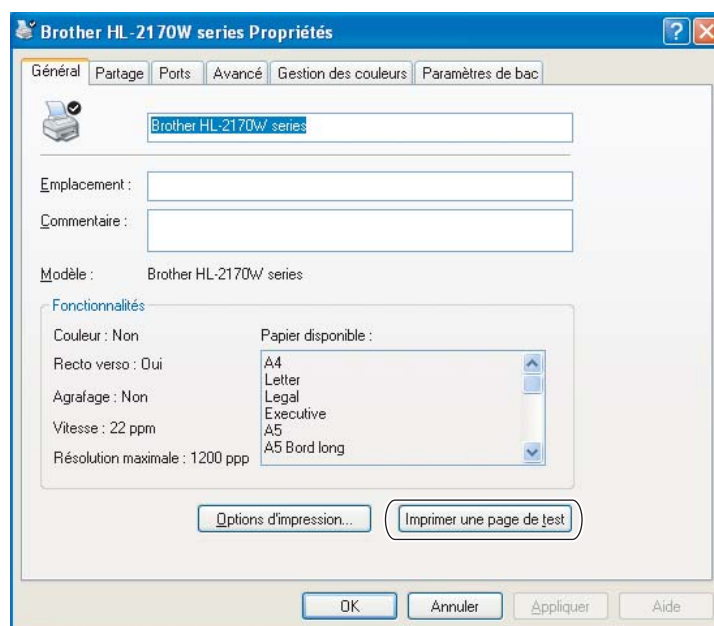 Brother HL-2170W series Propriétés
Général Partage Ports Avancé Gestion des couleurs Paramètres de bac
Brother HL-2170W series
Emplacement :
Commentaire :
Modèle : Brother HL-2170W series
Fonctionnalités
Couleur : Non Papier disponible :
Recto verso : Oui
Agrafage : Non
Vitesse : 22 ppm
Résolution maximale : 1200 ppp
A4
Letter
Legal
Executive
A5
A5 Bord long
Options d'impression... Imprimer une page de test
OK Annuler Appliquer Aide